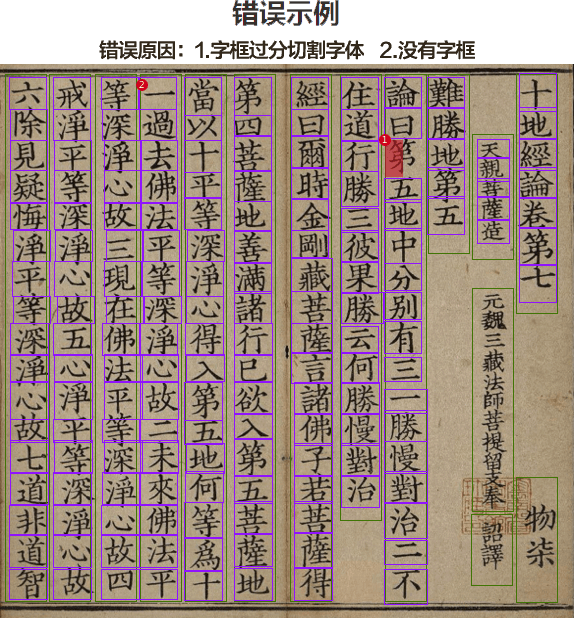 错误示例
错误原因：1.字框过分切割字体 2.没有字框
十地經論卷第七
物柒
天親菩薩造
元魏三藏法師菩提留支奉 詔譯
難勝地第五
論曰第五地中分别有三一勝慢對治二不
住道行勝三彼果勝云何勝慢對治
經曰爾時金剛藏菩薩言諸佛子若菩薩得
第四菩薩地善滿諸行已欲入第五菩薩地
當以十平等深淨心得入第五地何等爲十
一過去佛法平等深淨心故二未來佛法平
等深淨心故三現在佛法平等深淨心故四
戒淨平等深淨心故五心淨平等深淨心故
六除見疑悔淨平等深淨心故七道非道智
1
2